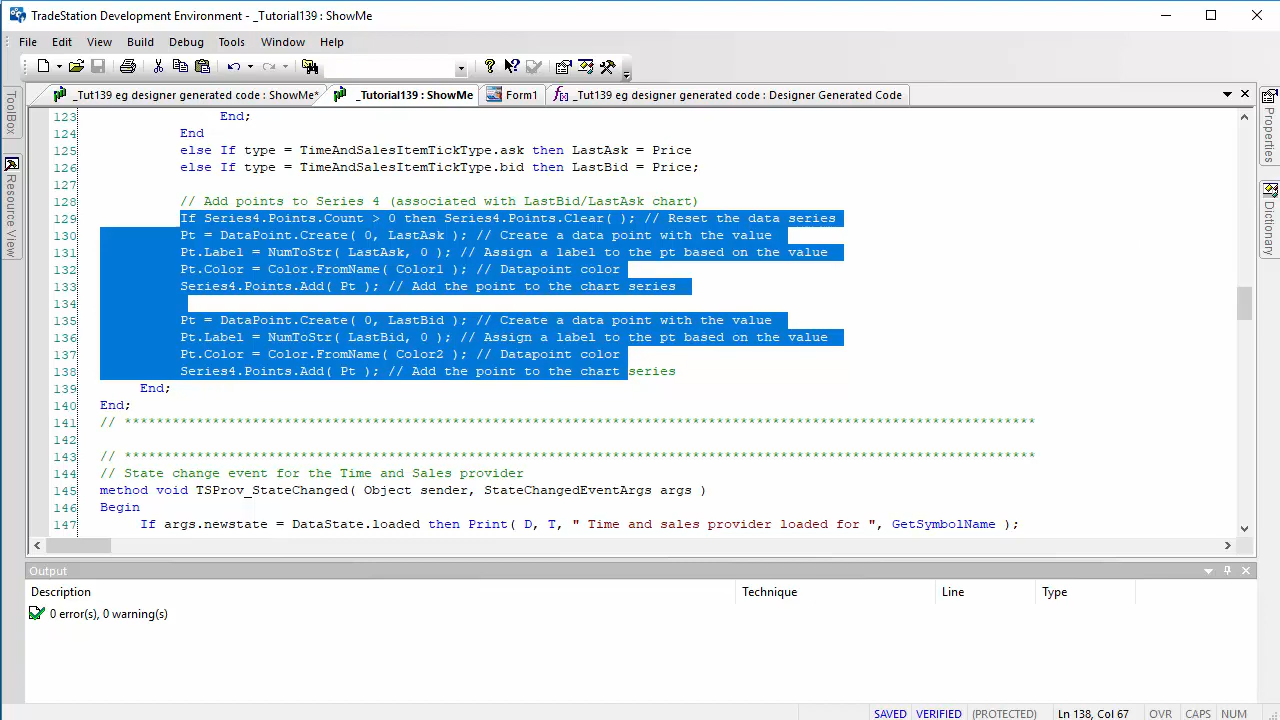 TradeStation Development Environment - _Tutorial139 : ShowMe
File Edit View Build Debug Tools Window Help
_Tut139 eg designer generated code : ShowMe* _Tutorial139 : ShowMe Form1 _Tut139 eg designer genrated code : Designer Generated Code
ToolBox
Resource View
Properties
Dictionary
123 End;
124 End
125 else If type = TimeAndSalesItemTickType.ask then LastAsk = Price
126 else If type = TimeAndSalesItemTickType.bid then LastBid = Price;
127
128 // Add points to Series 4 (associated with LastBid/LastAsk chart)
129 If Series4.Points.Count > 0 then Series4.Points.Clear( ); // Reset the data series
130 Pt = DataPoint.Create( 0, LastAsk ); // Create a data point with the value
131 Pt.Label = NumToStr( LastAsk, 0 ); // Assign a label to the pt based on the value
132 Pt.Color = Color.FromName( Color1 ); // Datapoint color
133 Series4.Points.Add( Pt ); // Add the point to the chart series
134
135 Pt = DataPoint.Create( 0, LastBid ); // Create a data point with the value
136 Pt.Label = NumToStr( LastBid, 0 ); // Assign a label to the pt based on the value
137 Pt.Color = Color.FromName( Color2 ); // Datapoint color
138 Series4.Points.Add( Pt ); // Add the point to the chart series
139 End;
140 End;
141 // ******************************************************************************************************************
142
143 // ******************************************************************************************************************
144 // State change event for the Time and Sales provider
145 method void TSProv_StateChanged( Object sender, StateChangedEventArgs args )
146 Begin
147 If args.newstate = DataState.loaded then Print( D, T, " Time and sales provider loaded for ", GetSymbolName );
Output
Description Technique Line Type
0 error(s), 0 warning(s)
SAVED VERIFIED (PROTECTED) Ln 138, Col 67 OVR CAPS NUM